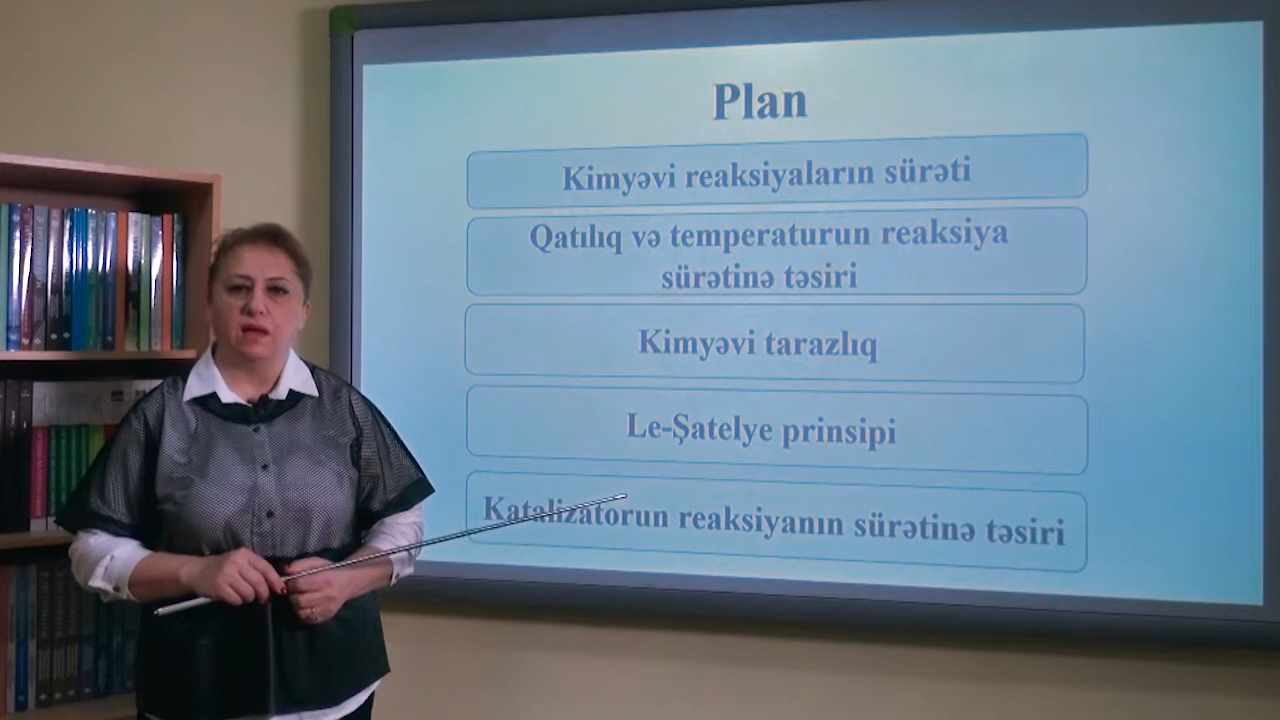 Plan
Kimyəvi reaksiyaların sürəti
Qatılıq və temperaturun reaksiya
sürətinə təsiri
Kimyəvi tarazlıq
Le-Şatelye prinsipi
Katalizatorun reaksiyanın sürətinə təsiri